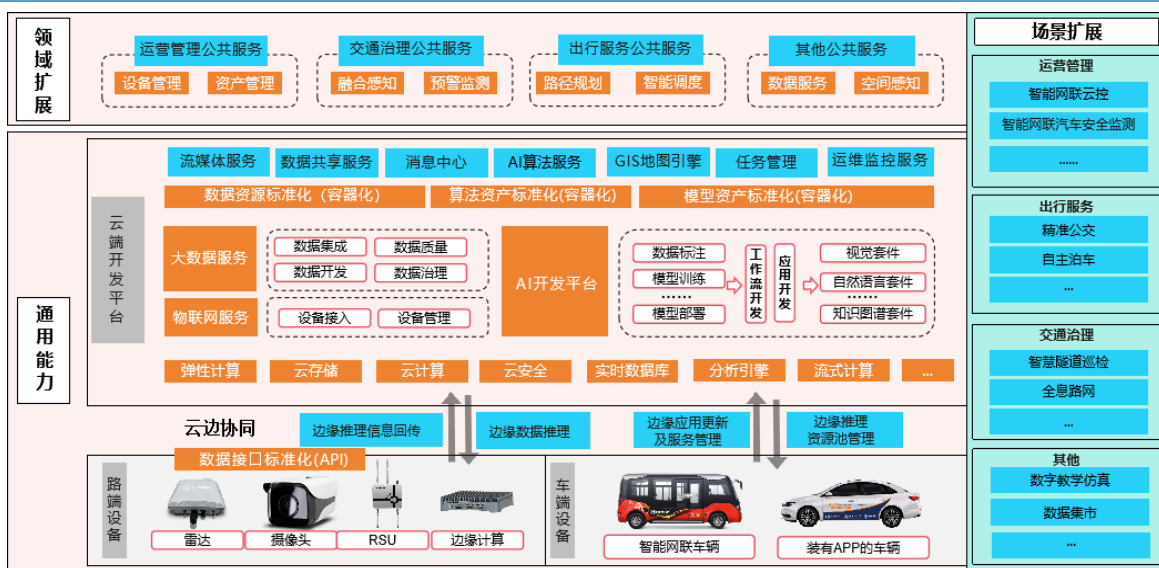 领域扩展
运营管理公共服务
设备管理
资产管理
交通治理公共服务
融合感知
预警监测
出行服务公共服务
路径规划
智能调度
其他公共服务
数据服务
空间感知
通用能力
云端开发平台
流媒体服务
数据共享服务
消息中心
AI算法服务
GIS地图引擎
任务管理
运维监控服务
数据资源标准化（容器化）
算法资产标准化(容器化)
模型资产标准化(容器化)
大数据服务
数据集成
数据质量
数据开发
数据治理
物联网服务
设备接入
设备管理
AI开发平台
数据标注
模型训练
......
模型部署
工作流开发
应用开发
视觉套件
自然语言套件
......
知识图谱套件
弹性计算
云存储
云计算
云安全
实时数据库
分析引擎
流式计算
...
云边协同
边缘推理信息回传
边缘数据推理
边缘应用更新
及服务管理
边缘推理
资源池管理
数据接口标准化(API)
路端设备
雷达
摄像头
RSU
边缘计算
车端设备
智能网联车辆
装有APP的车辆
场景扩展
运营管理
智能网联云控
智能网联汽车安全监测
......
出行服务
精准公交
自主泊车
...
交通治理
智慧隧道巡检
全息路网
...
其他
数字教学仿真
数据集市
...